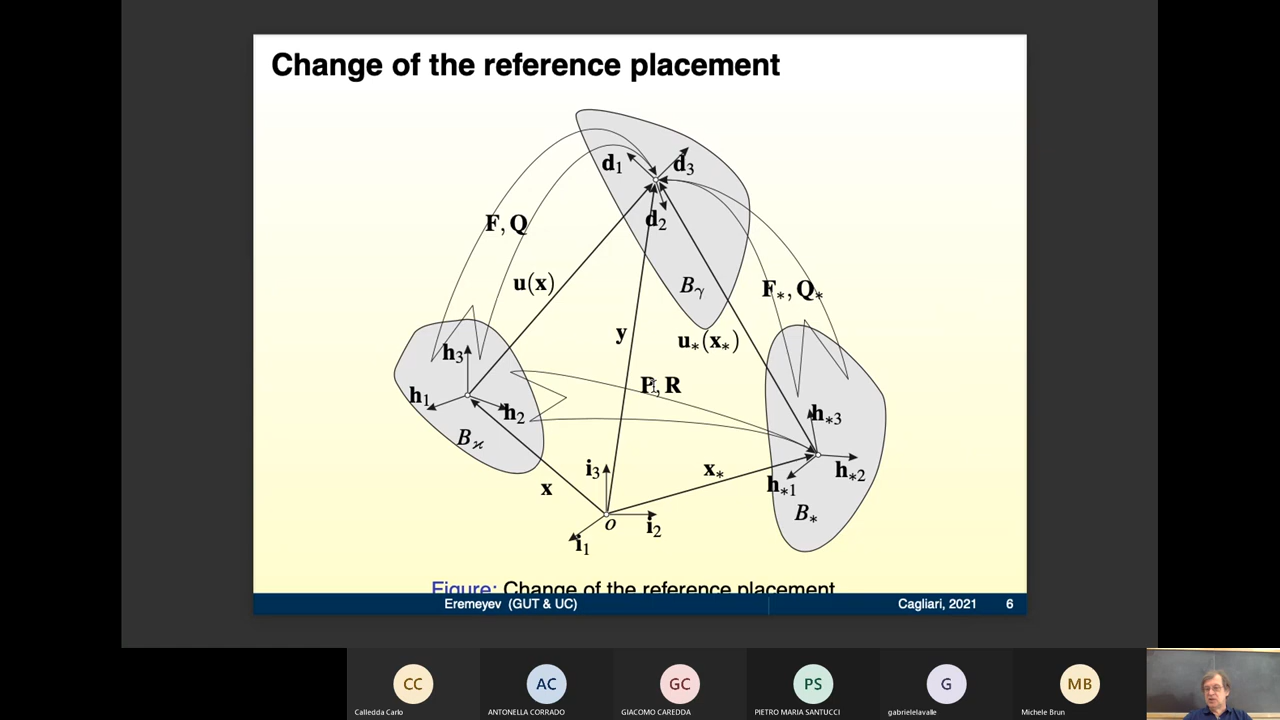 Change of the reference placement
d₁
d₃
d₂
F, Q
u(x)
B_γ
F∗, Q∗
y
u∗(x∗)
h₃
P, R
h₁
h₂
h∗₃
B_ϰ
i₃
x∗
h∗₂
x
h∗₁
B∗
o
i₂
i₁
Figure: Change of the reference placement
Eremeyev (GUT & UC) Cagliari, 2021 6
CC AC GC PS G MB
Calledda Carlo ANTONELLA CORRADO GIACOMO CAREDDA PIETRO MARIA SANTUCCI gabrielelavalle Michele Brun